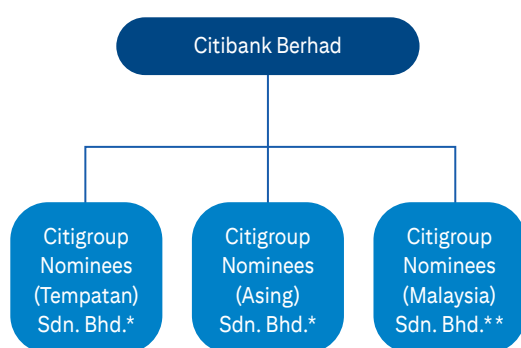 Citibank Berhad
Citigroup
Nominees
(Tempatan)
Sdn. Bhd.*
Citigroup
Nominees
(Asing)
Sdn. Bhd.*
Citigroup
Nominees
(Malaysia)
Sdn. Bhd.**